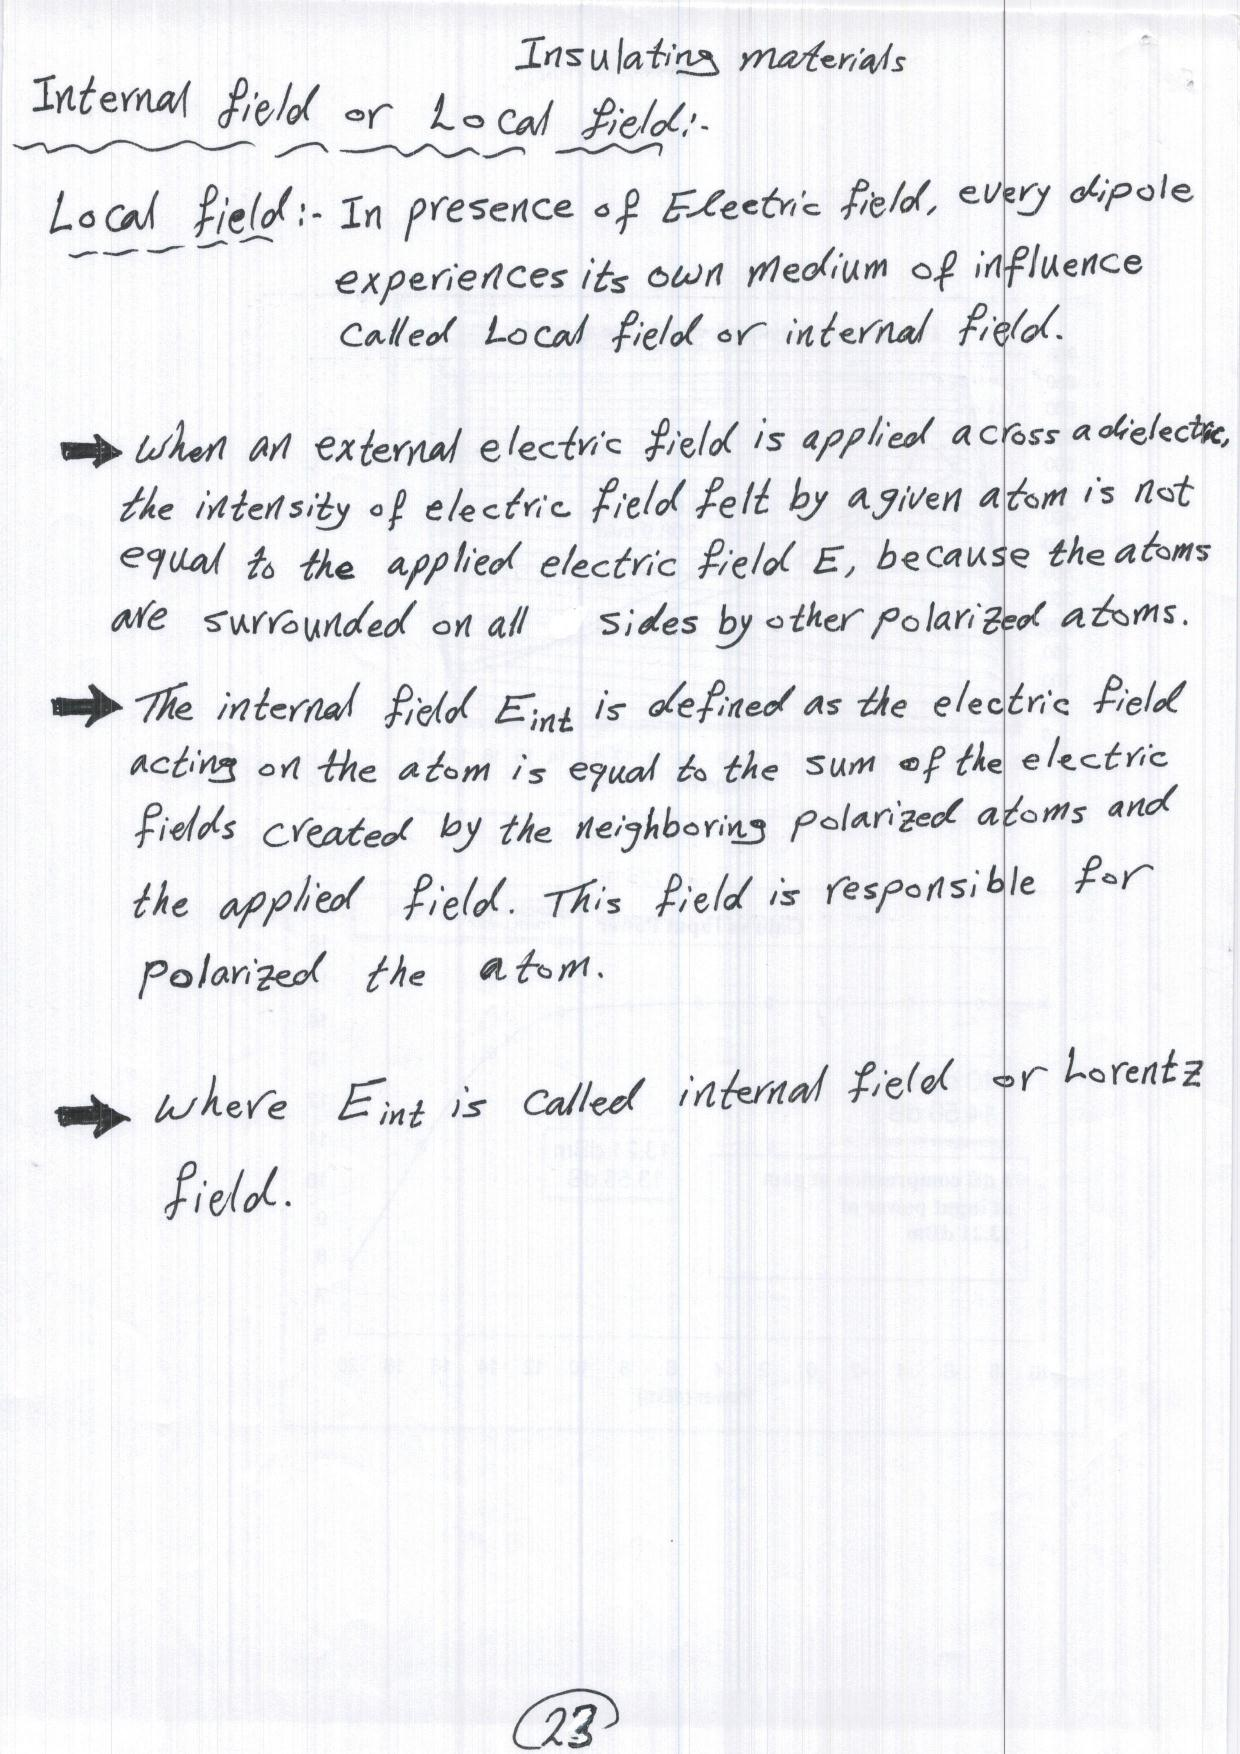 Insulating materials
Internal field or Local field:-
Local field:- In presence of Electric field, every dipole
experiences its own medium of influence
called Local field or internal field.
When an external electric field is applied across a dielectric,
the intensity of electric field felt by a given atom is not
equal to the applied electric field E, because the atoms
are surrounded on all sides by other polarized atoms.
The internal field Eint is defined as the electric field
acting on the atom is equal to the sum of the electric
fields created by the neighboring polarized atoms and
the applied field. This field is responsible for
polarized the atom.
where Eint is called internal field or Lorentz
field.
23